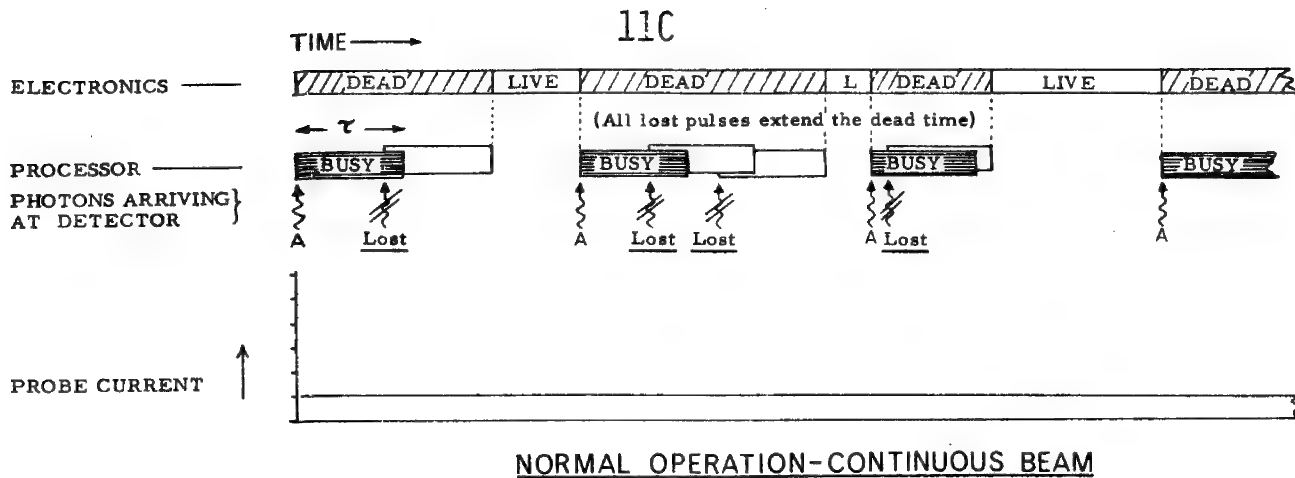 11C
TIME
ELECTRONICS DEAD LIVE DEAD L DEAD LIVE DEAD
τ (All lost pulses extend the dead time)
PROCESSOR BUSY BUSY BUSY BUSY
PHOTONS ARRIVING
AT DETECTOR
A Lost A Lost Lost A Lost A
PROBE CURRENT
NORMAL OPERATION-CONTINUOUS BEAM